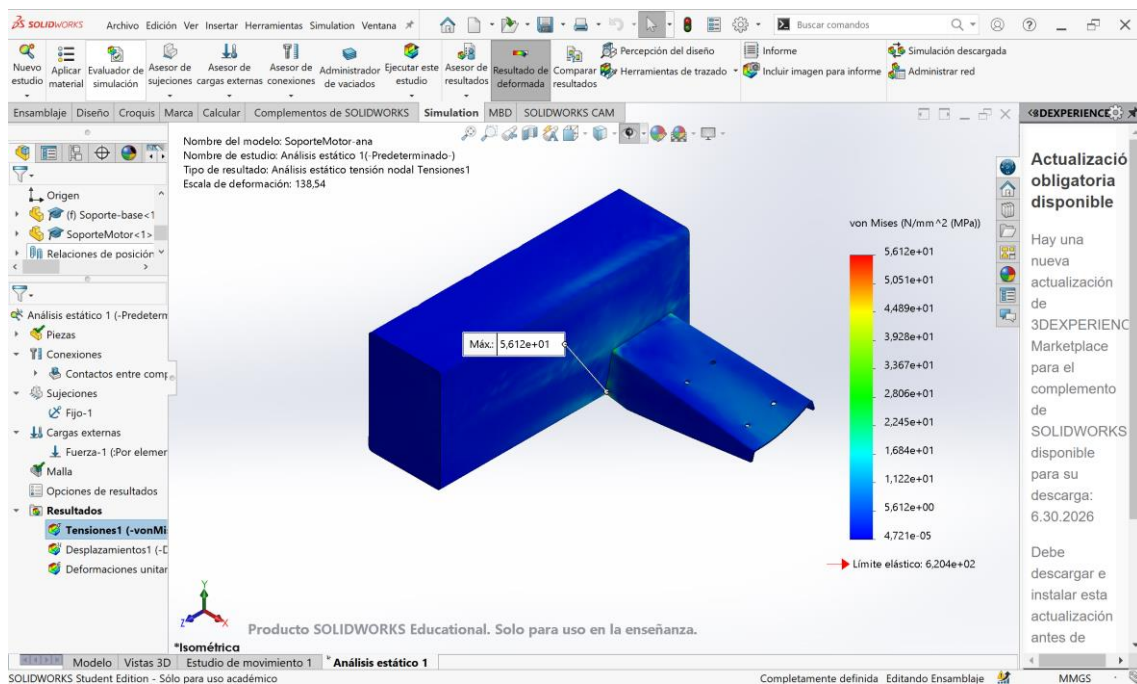 SOLIDWORKS
Archivo Edición Ver Insertar Herramientas Simulation Ventana
Buscar comandos
Nuevo estudio
Aplicar material
Evaluador de simulación
Asesor de sujeciones
Asesor de cargas externas
Asesor de conexiones
Administrador de vaciados
Ejecutar este estudio
Asesor de resultados
Resultado de deformada
Comparar resultados
Percepción del diseño
Herramientas de trazado
Informe
Incluir imagen para informe
Simulación descargada
Administrar red
Ensamblaje Diseño Croquis Marca Calcular Complementos de SOLIDWORKS Simulation MBD SOLIDWORKS CAM
Origen
(f) Soporte-base<1
SoporteMotor<1>
Relaciones de posición
Análisis estático 1 (-Predetern
Piezas
Conexiones
Contactos entre comp
Sujeciones
Fijo-1
Cargas externas
Fuerza-1 (:Por elemer
Malla
Opciones de resultados
Resultados
Tensiones1 (-vonMi
Desplazamientos1 (-D
Deformaciones unitar
Nombre del modelo: SoporteMotor-ana
Nombre de estudio: Análisis estático 1(-Predeterminado-)
Tipo de resultado: Análisis estático tensión nodal Tensiones1
Escala de deformación: 138,54
Máx.: 5,612e+01
von Mises (N/mm^2 (MPa))
5,612e+01
5,051e+01
4,489e+01
3,928e+01
3,367e+01
2,806e+01
2,245e+01
1,684e+01
1,122e+01
5,612e+00
4,721e-05
Límite elástico: 6,204e+02
Y
Z
X
Producto SOLIDWORKS Educational. Solo para uso en la enseñanza.
*Isométrica
3DEXPERIENCE
Actualizació
obligatoria
disponible
Hay una
nueva
actualización
de
3DEXPERIENC
Marketplace
para el
complemento
de
SOLIDWORKS
disponible
para su
descarga:
6.30.2026
Debe
descargar e
instalar esta
actualización
antes de
Modelo Vistas 3D Estudio de movimiento 1 Análisis estático 1
SOLIDWORKS Student Edition - Sólo para uso académico
Completamente definida Editando Ensamblaje MMGS